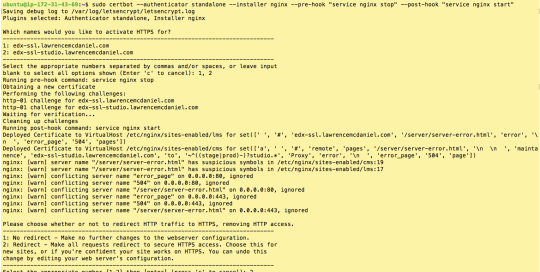 ubuntu@ip-172-31-43-69:~$ sudo certbot --authenticator standalone --installer nginx --pre-hook "service nginx stop" --post-hook "service nginx start"
Saving debug log to /var/log/letsencrypt/letsencrypt.log
Plugins selected: Authenticator standalone, Installer nginx

Which names would you like to activate HTTPS for?
-------------------------------------------------------------------------------
1: edx-ssl.lawrencemcdaniel.com
2: edx-ssl-studio.lawrencemcdaniel.com
-------------------------------------------------------------------------------
Select the appropriate numbers separated by commas and/or spaces, or leave input
blank to select all options shown (Enter 'c' to cancel): 1, 2
Running pre-hook command: service nginx stop
Obtaining a new certificate
Performing the following challenges:
http-01 challenge for edx-ssl.lawrencemcdaniel.com
http-01 challenge for edx-ssl-studio.lawrencemcdaniel.com
Waiting for verification...
Cleaning up challenges
Running post-hook command: service nginx start
Deployed Certificate to VirtualHost /etc/nginx/sites-enabled/lms for set([' ', '#', 'edx-ssl.lawrencemcdaniel.com', '/server/server-error.html', 'error', '\
n ', 'error_page', '504', 'pages'])
Deployed Certificate to VirtualHost /etc/nginx/sites-enabled/cms for set(['a', ' ', '#', 'remote', 'pages', '/server/server-error.html', '\n \n ', 'mainte
nance', 'edx-ssl-studio.lawrencemcdaniel.com', 'to', '~^((stage|prod)-)?studio.*', 'Proxy', 'error', '\n ', 'error_page', '504', 'page'])
nginx: [warn] server name "/server/server-error.html" has suspicious symbols in /etc/nginx/sites-enabled/cms:19
nginx: [warn] server name "/server/server-error.html" has suspicious symbols in /etc/nginx/sites-enabled/lms:17
nginx: [warn] conflicting server name "error_page" on 0.0.0.0:80, ignored
nginx: [warn] conflicting server name "504" on 0.0.0.0:80, ignored
nginx: [warn] conflicting server name "/server/server-error.html" on 0.0.0.0:80, ignored
nginx: [warn] conflicting server name "error_page" on 0.0.0.0:443, ignored
nginx: [warn] conflicting server name "504" on 0.0.0.0:443, ignored
nginx: [warn] conflicting server name "/server/server-error.html" on 0.0.0.0:443, ignored

Please choose whether or not to redirect HTTP traffic to HTTPS, removing HTTP access.
-------------------------------------------------------------------------------
1: No redirect - Make no further changes to the webserver configuration.
2: Redirect - Make all requests redirect to secure HTTPS access. Choose this for
new sites, or if you're confident your site works on HTTPS. You can undo this
change by editing your web server's configuration.
-------------------------------------------------------------------------------
Select the appropriate number [1-2] then [enter] (press 'c' to cancel): 2